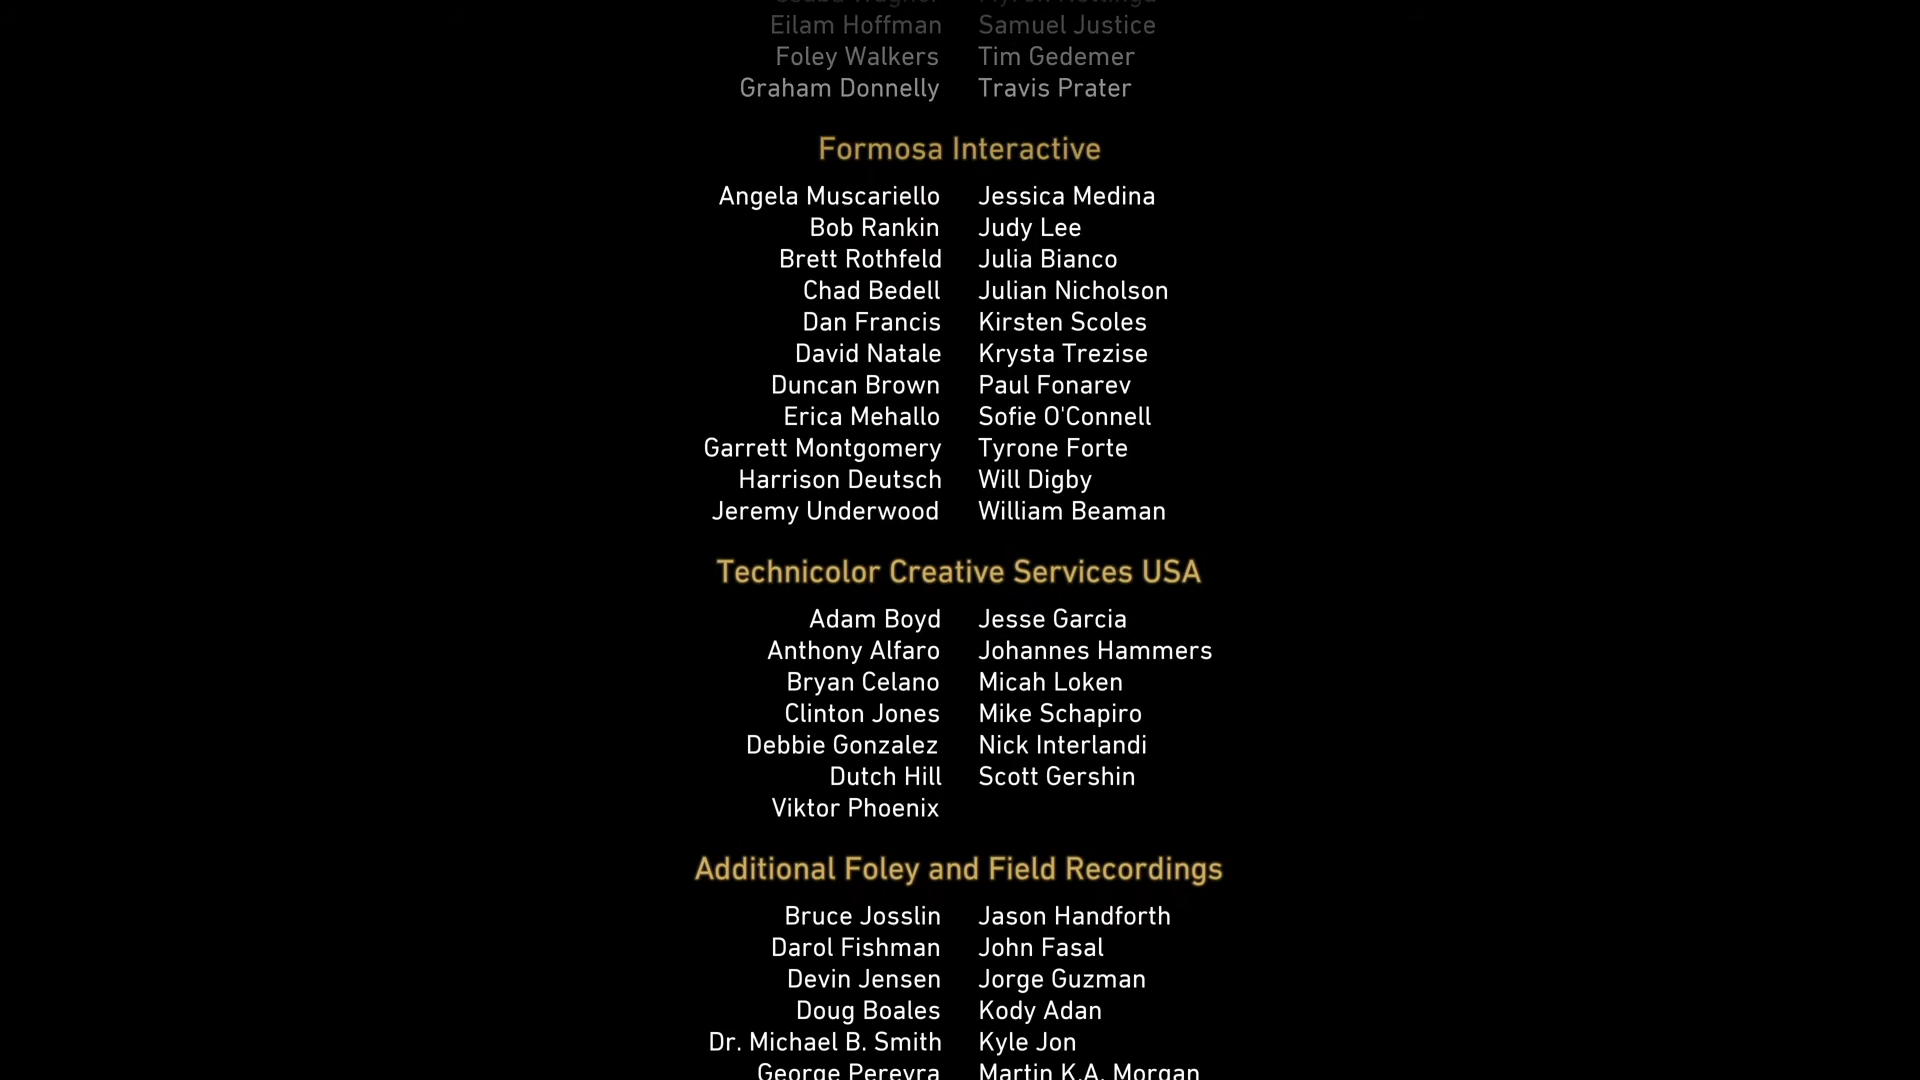 Eilam Hoffman Samuel Justice
Foley Walkers Tim Gedemer
Graham Donnelly Travis Prater
Formosa Interactive
Angela Muscariello Jessica Medina
Bob Rankin Judy Lee
Brett Rothfeld Julia Bianco
Chad Bedell Julian Nicholson
Dan Francis Kirsten Scoles
David Natale Krysta Trezise
Duncan Brown Paul Fonarev
Erica Mehallo Sofie O'Connell
Garrett Montgomery Tyrone Forte
Harrison Deutsch Will Digby
Jeremy Underwood William Beaman
Technicolor Creative Services USA
Adam Boyd Jesse Garcia
Anthony Alfaro Johannes Hammers
Bryan Celano Micah Loken
Clinton Jones Mike Schapiro
Debbie Gonzalez Nick Interlandi
Dutch Hill Scott Gershin
Viktor Phoenix
Additional Foley and Field Recordings
Bruce Josslin Jason Handforth
Darol Fishman John Fasal
Devin Jensen Jorge Guzman
Doug Boales Kody Adan
Dr. Michael B. Smith Kyle Jon
George Pereyra Martin K.A. Morgan